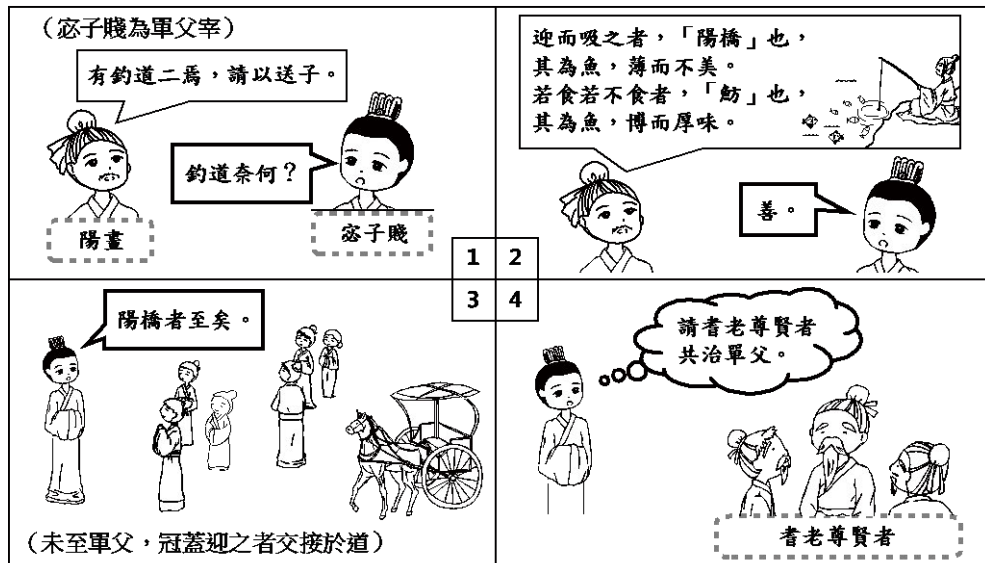 （宓子賤為單父宰）
有釣道二焉，請以送子。
釣道奈何？
陽晝
宓子賤
1
迎而吸之者，「陽橋」也，
其為魚，薄而不美。
若食若不食者，「魴」也，
其為魚，博而厚味。
善。
2
3
陽橋者至矣。
（未至單父，冠蓋迎之者交接於道）
4
請耆老尊賢者
共治單父。
耆老尊賢者